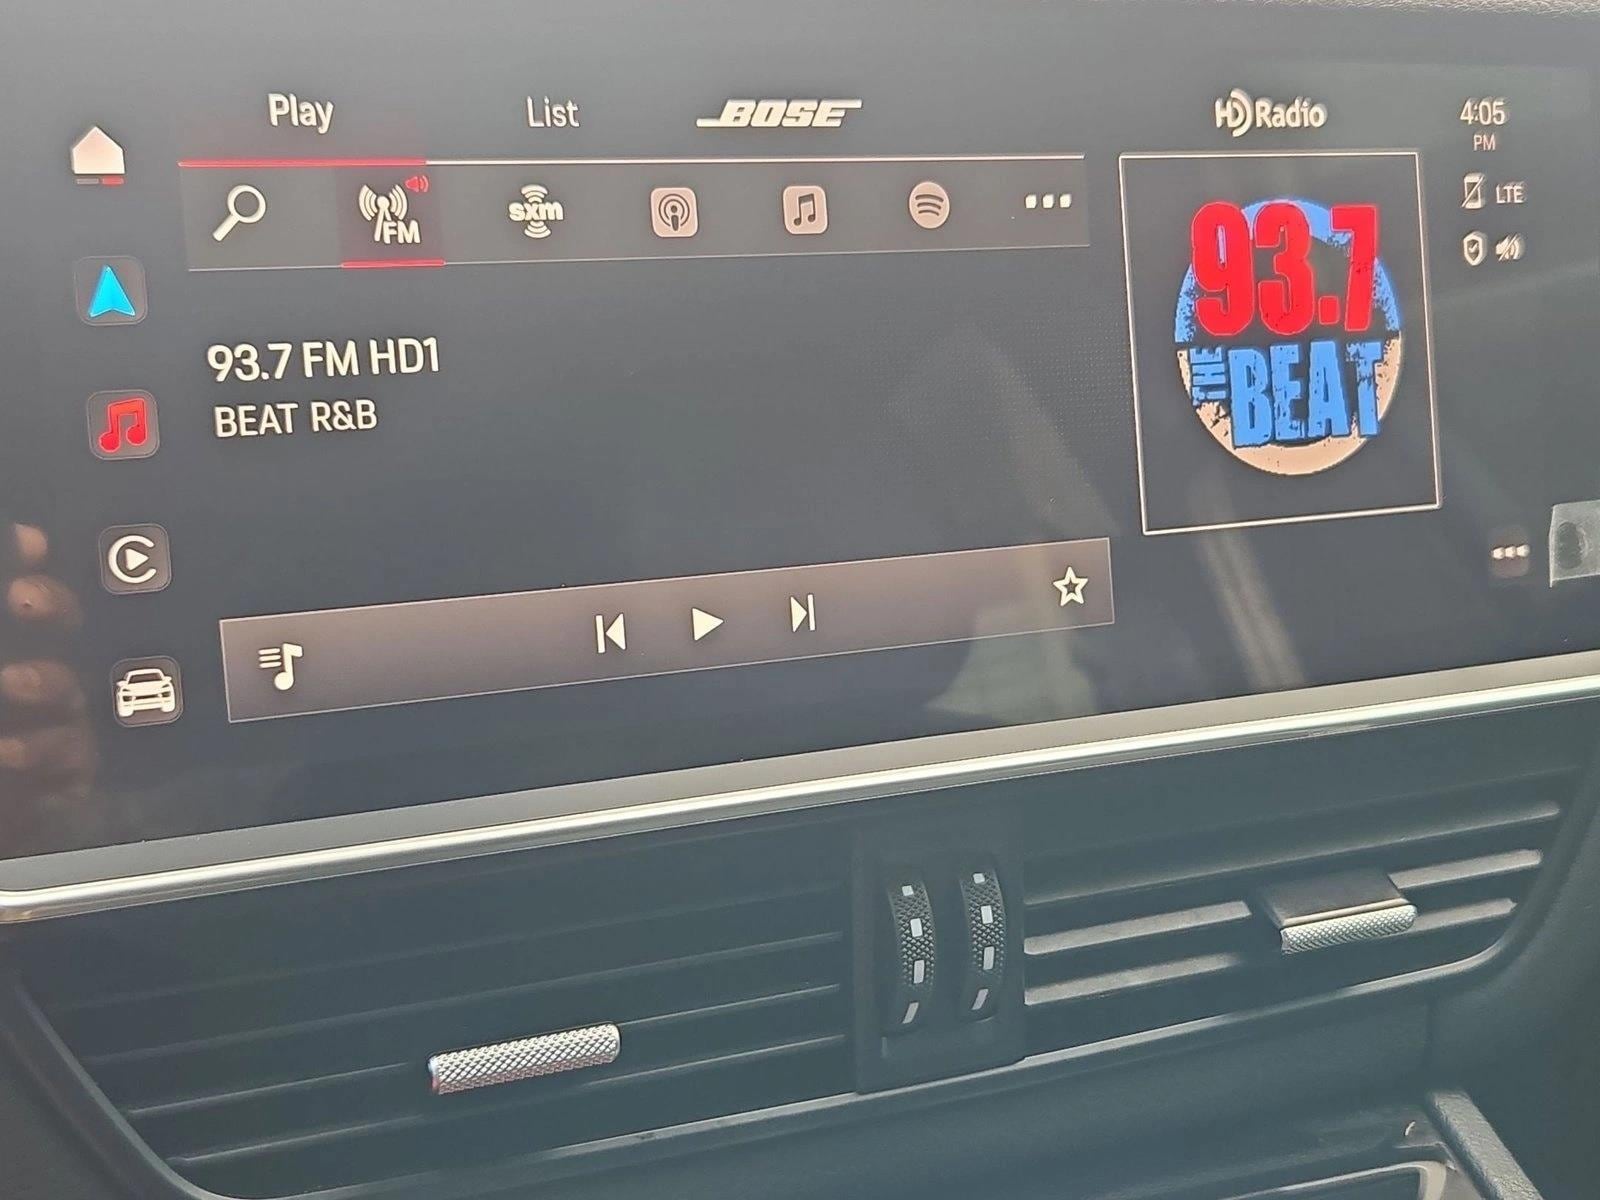 Play
List
BOSE
HD Radio
4:05
PM
FM
sxm
LTE
93.7 FM HD1
BEAT R&B
93.7
THE
BEAT